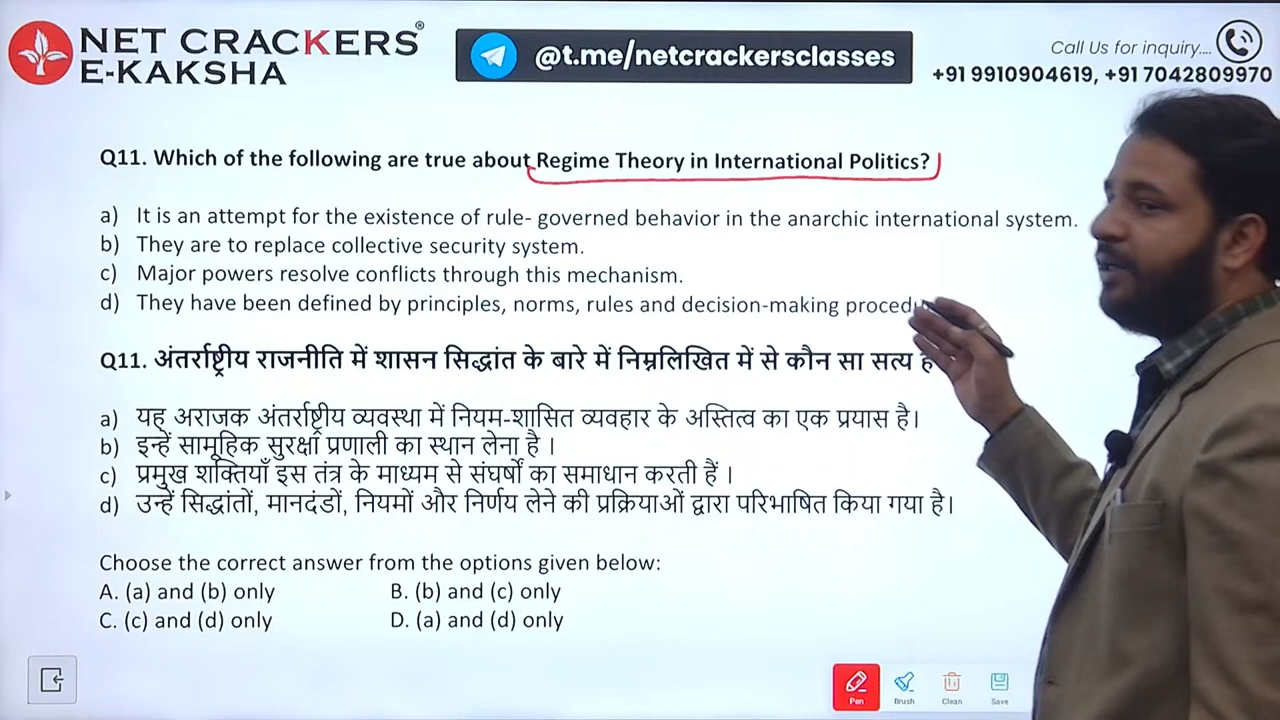 NET CRACKERS®
E-KAKSHA
@t.me/netcrackersclasses
Call Us for inquiry....
+91 9910904619, +91 7042809970
Q11. Which of the following are true about Regime Theory in International Politics?
a) It is an attempt for the existence of rule- governed behavior in the anarchic international system.
b) They are to replace collective security system.
c) Major powers resolve conflicts through this mechanism.
d) They have been defined by principles, norms, rules and decision-making
Q11. अंतर्राष्ट्रीय राजनीति में शासन सिद्धांत के बारे में निम्नलिखित में से कौन सा सत्य है
a) यह अराजक अंतर्राष्ट्रीय व्यवस्था में नियम-शासित व्यवहार के अस्तित्व का एक प्रयास है।
b) इन्हें सामूहिक सुरक्षा प्रणाली का स्थान लेना है ।
c) प्रमुख शक्तियाँ इस तंत्र के माध्यम से संघर्षों का समाधान करती हैं ।
d) उन्हें सिद्धांतों, मानदंडों, नियमों और निर्णय लेने की प्रक्रियाओं द्वारा परिभाषित किया गया है।
Choose the correct answer from the options given below:
A. (a) and (b) only B. (b) and (c) only
C. (c) and (d) only D. (a) and (d) only
Pen Brush Clean Save